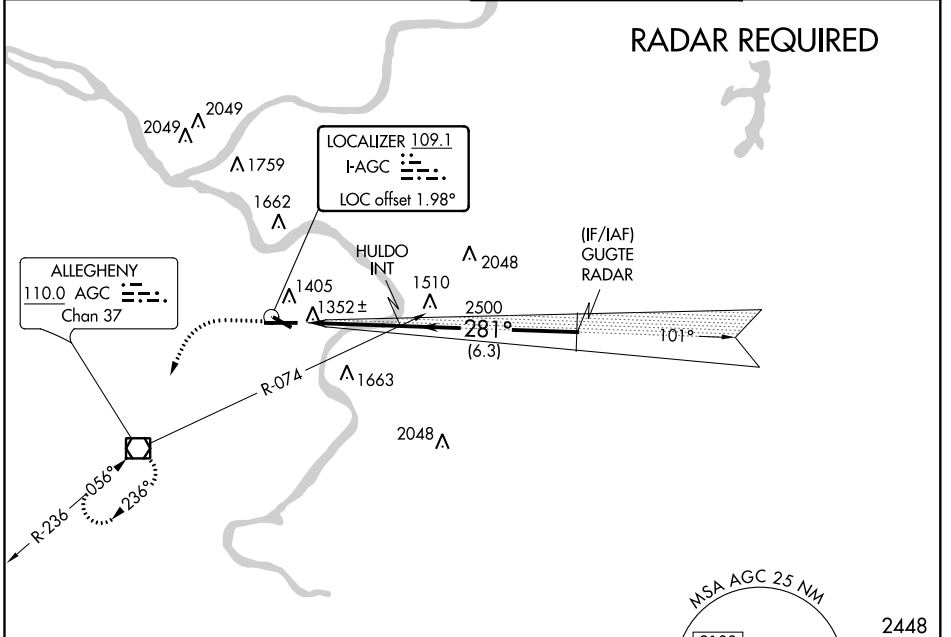 RADAR REQUIRED
2049
2049
1759
1662
LOCALIZER 109.1
I-AGC
LOC offset 1.98°
HULDO
INT
2048
(IF/IAF)
GUGTE
RADAR
ALLEGHENY
110.0 AGC
Chan 37
1405
1352 ±
1510
2500
281°
(6.3)
101°
R-074
1663
2048
R-236
056°
236°
MSA AGC 25 NM
2448